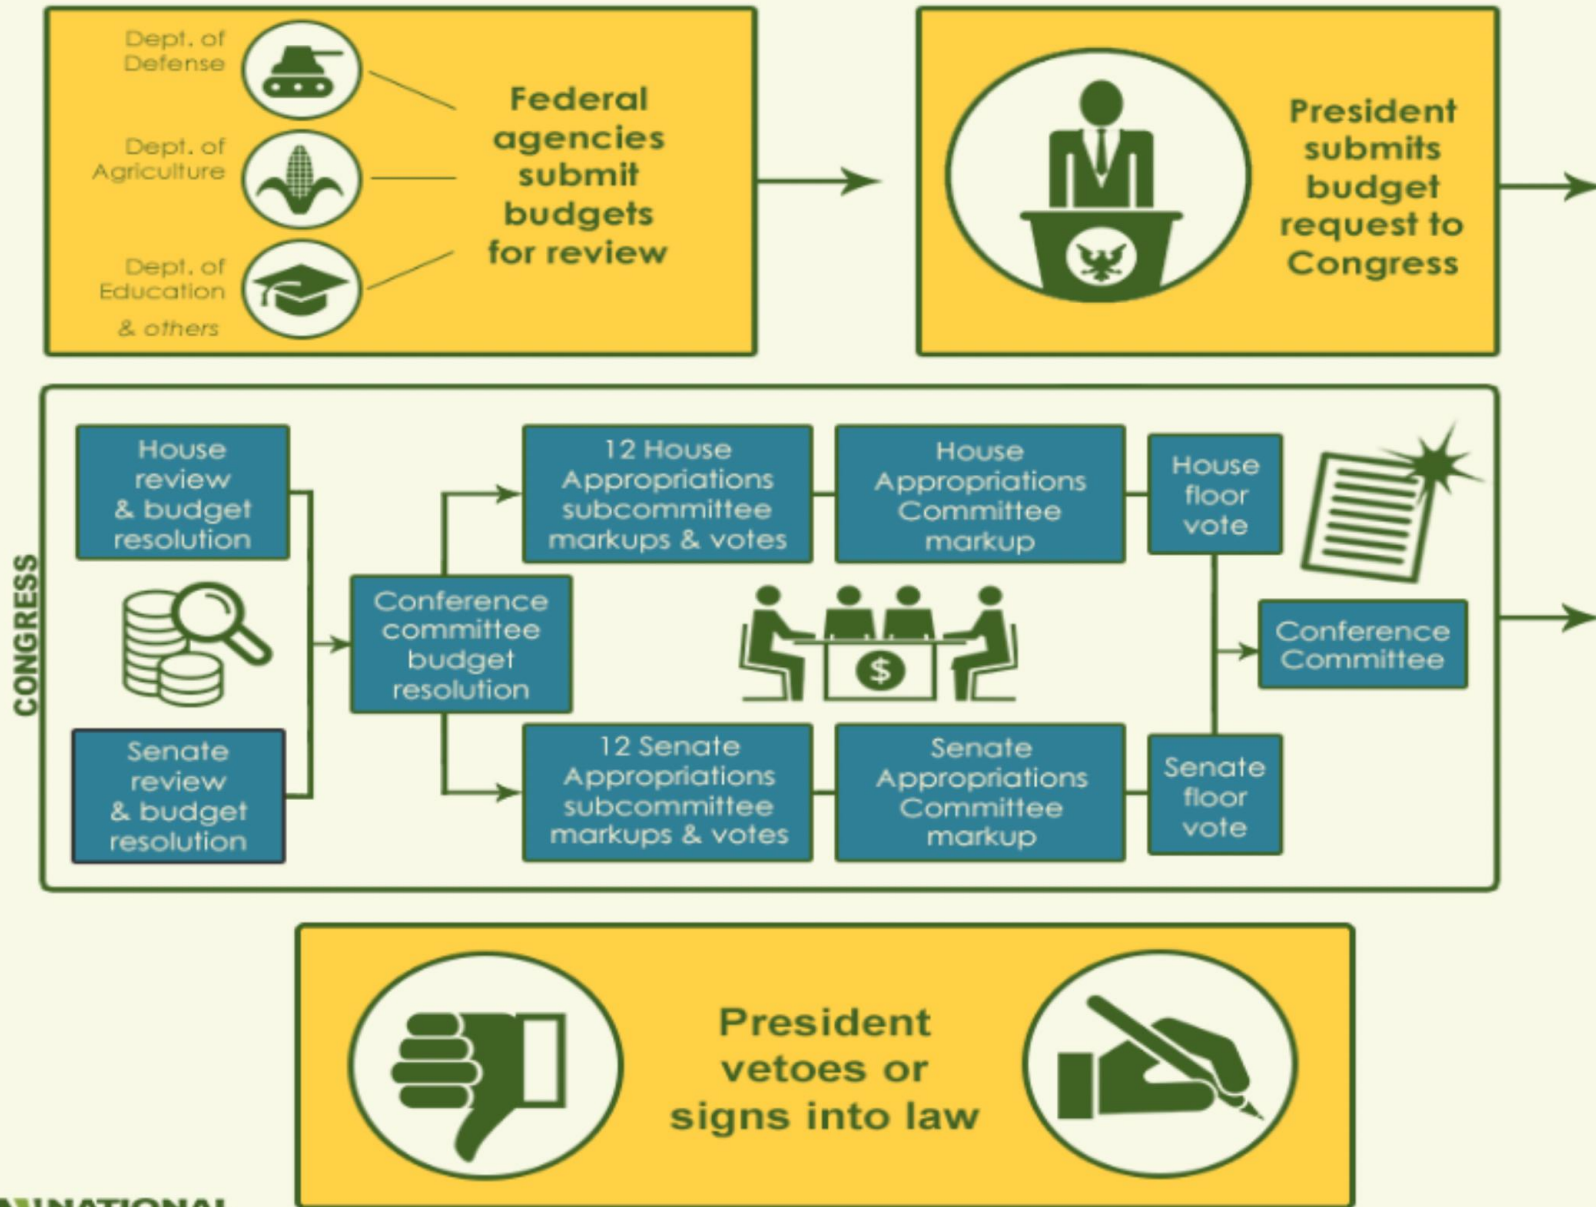 Dept. of
Defense
Dept. of
Agriculture
Dept. of
Education
& others
Federal
agencies
submit
budgets
for review
President
submits
budget
request to
Congress
CONGRESS
House
review
& budget
resolution
Senate
review
& budget
resolution
Conference
committee
budget
resolution
12 House
Appropriations
subcommittee
markups & votes
House
Appropriations
Committee
markup
House
floor
vote
$
12 Senate
Appropriations
subcommittee
markups & votes
Senate
Appropriations
Committee
markup
Senate
floor
vote
Conference
Committee
President
vetoes or
signs into law
NATIONAL